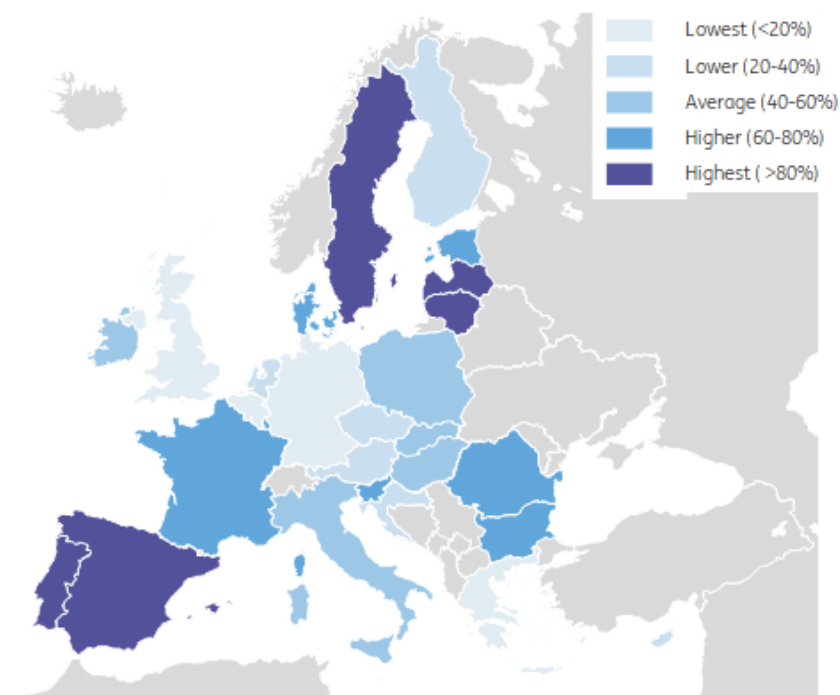 Lowest (<20%)
Lower (20-40%)
Average (40-60%)
Higher (60-80%)
Highest ( >80%)